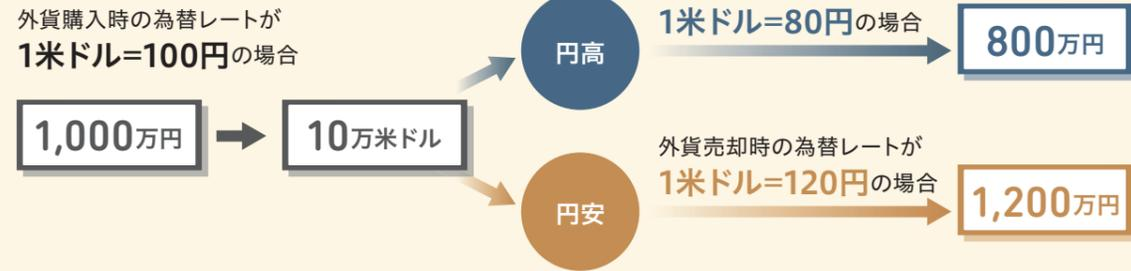 外貨購入時の為替レートが
1米ドル=100円の場合
1,000万円
10万米ドル
円高
1米ドル=80円の場合
800万円
円安
外貨売却時の為替レートが
1米ドル=120円の場合
1,200万円